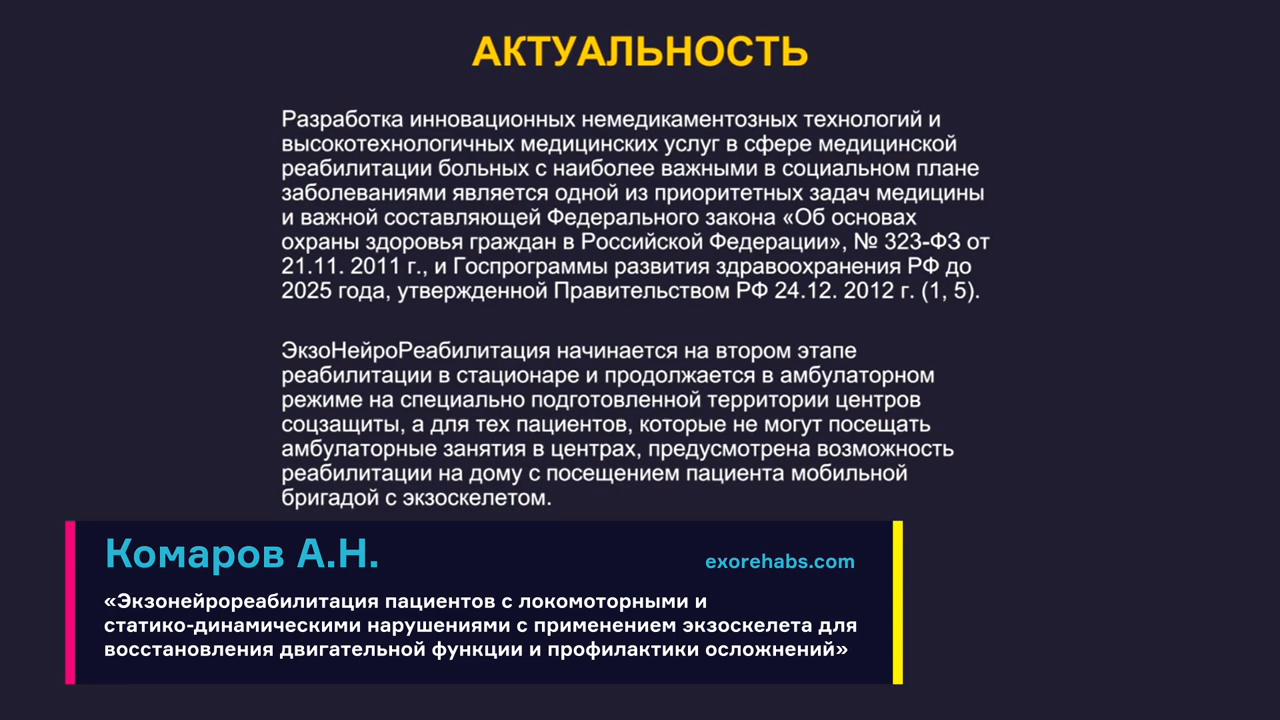 АКТУАЛЬНОСТЬ
Разработка инновационных немедикаментозных технологий и
высокотехнологичных медицинских услуг в сфере медицинской
реабилитации больных с наиболее важными в социальном плане
заболеваниями является одной из приоритетных задач медицины
и важной составляющей Федерального закона «Об основах
охраны здоровья граждан в Российской Федерации», № 323-ФЗ от
21.11. 2011 г., и Госпрограммы развития здравоохранения РФ до
2025 года, утвержденной Правительством РФ 24.12. 2012 г. (1, 5).
ЭкзоНейроРеабилитация начинается на втором этапе
реабилитации в стационаре и продолжается в амбулаторном
режиме на специально подготовленной территории центров
соцзащиты, а для тех пациентов, которые не могут посещать
амбулаторные занятия в центрах, предусмотрена возможность
реабилитации на дому с посещением пациента мобильной
бригадой с экзоскелетом.
Комаров А.Н.
exorehabs.com
«Экзонейрореабилитация пациентов с локомоторными и
статико-динамическими нарушениями с применением экзоскелета для
восстановления двигательной функции и профилактики осложнений»